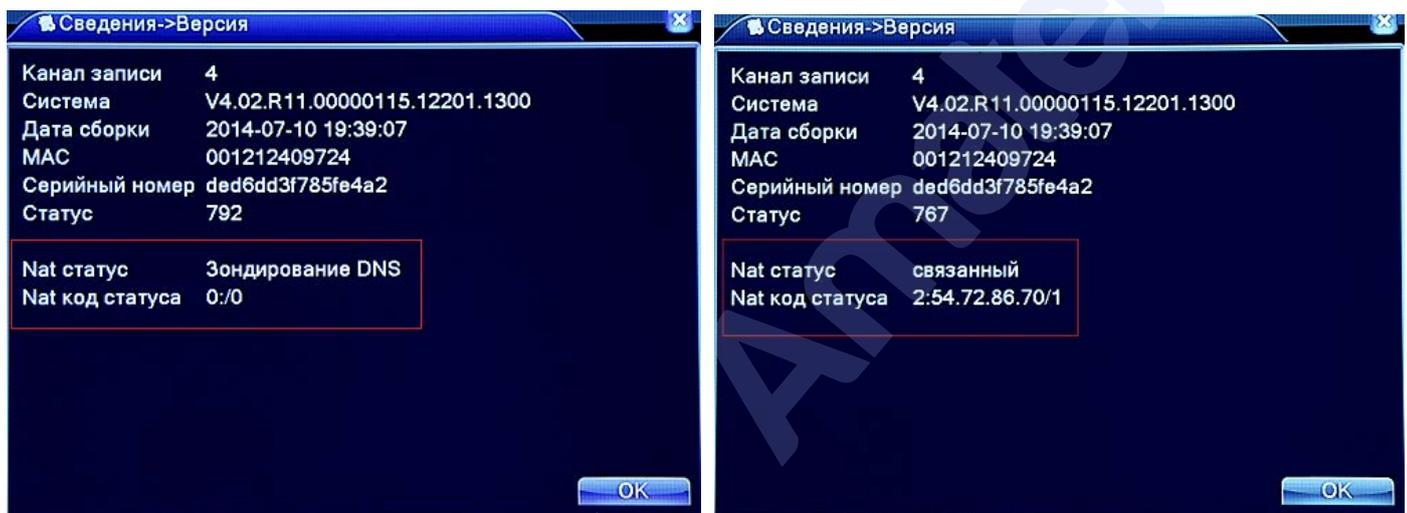 Сведения->Версия
Канал записи 4
Система V4.02.R11.00000115.12201.1300
Дата сборки 2014-07-10 19:39:07
MAC 001212409724
Серийный номер ded6dd3f785fe4a2
Статус 792
Nat статус Зондирование DNS
Nat код статуса 0:/0
OK
Сведения->Версия
Канал записи 4
Система V4.02.R11.00000115.12201.1300
Дата сборки 2014-07-10 19:39:07
MAC 001212409724
Серийный номер ded6dd3f785fe4a2
Статус 767
Nat статус связанный
Nat код статуса 2:54.72.86.70/1
OK